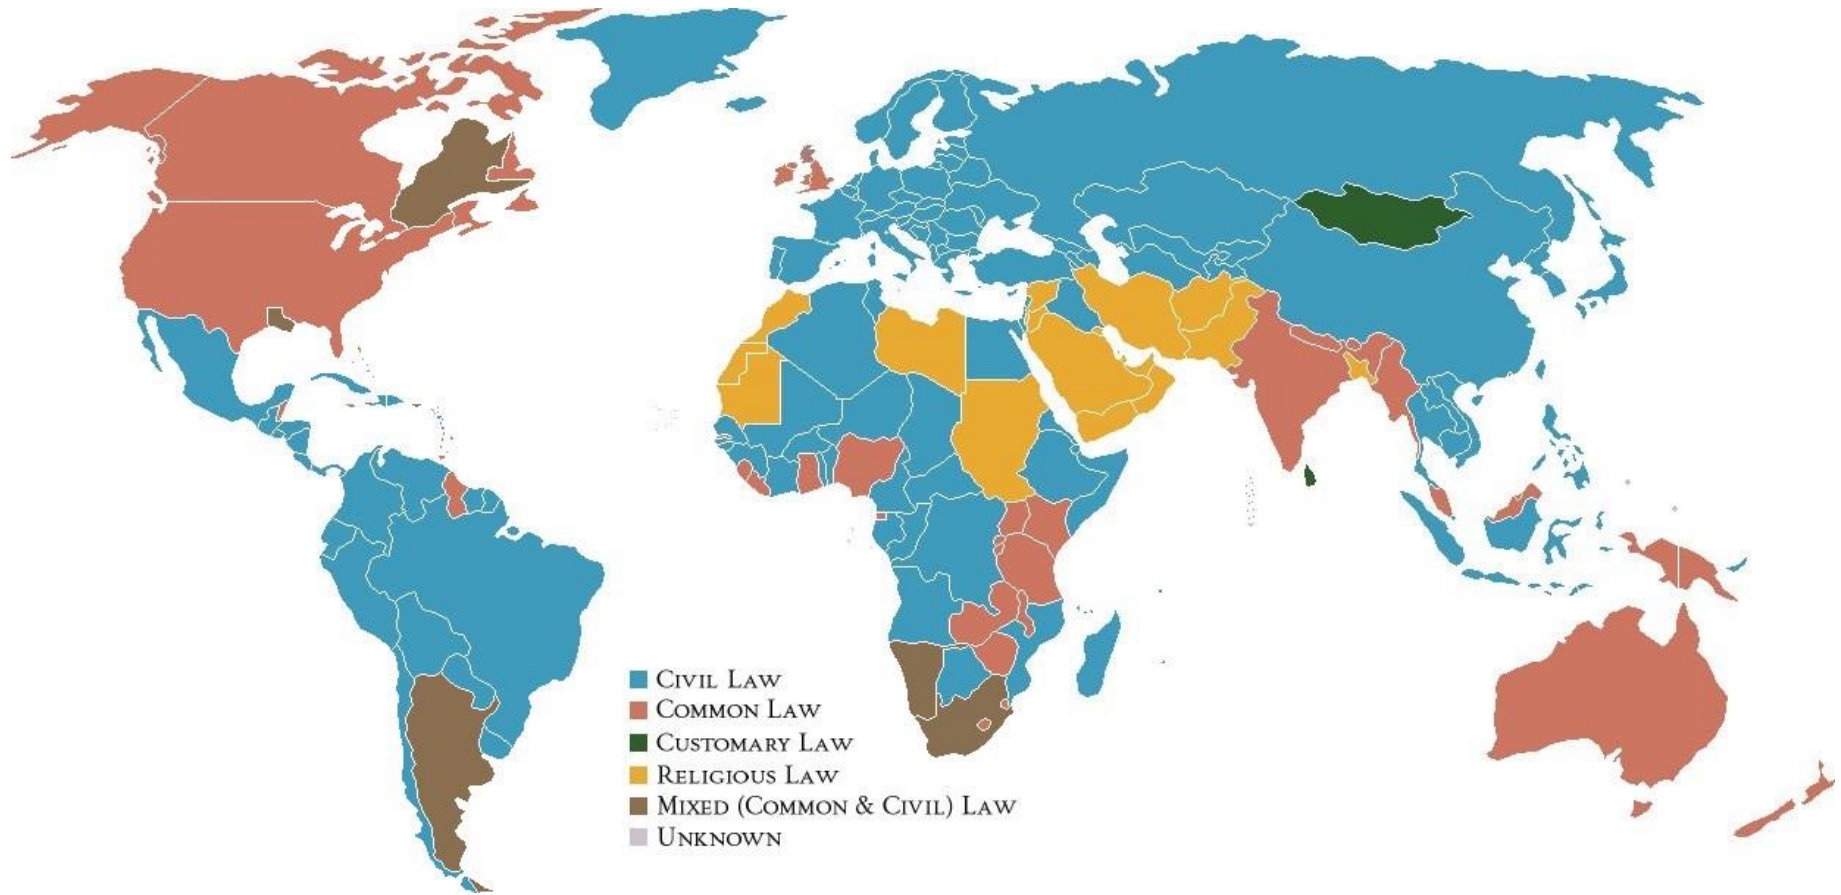 Civil Law
Common Law
Customary Law
Religious Law
Mixed (Common & Civil) Law
Unknown